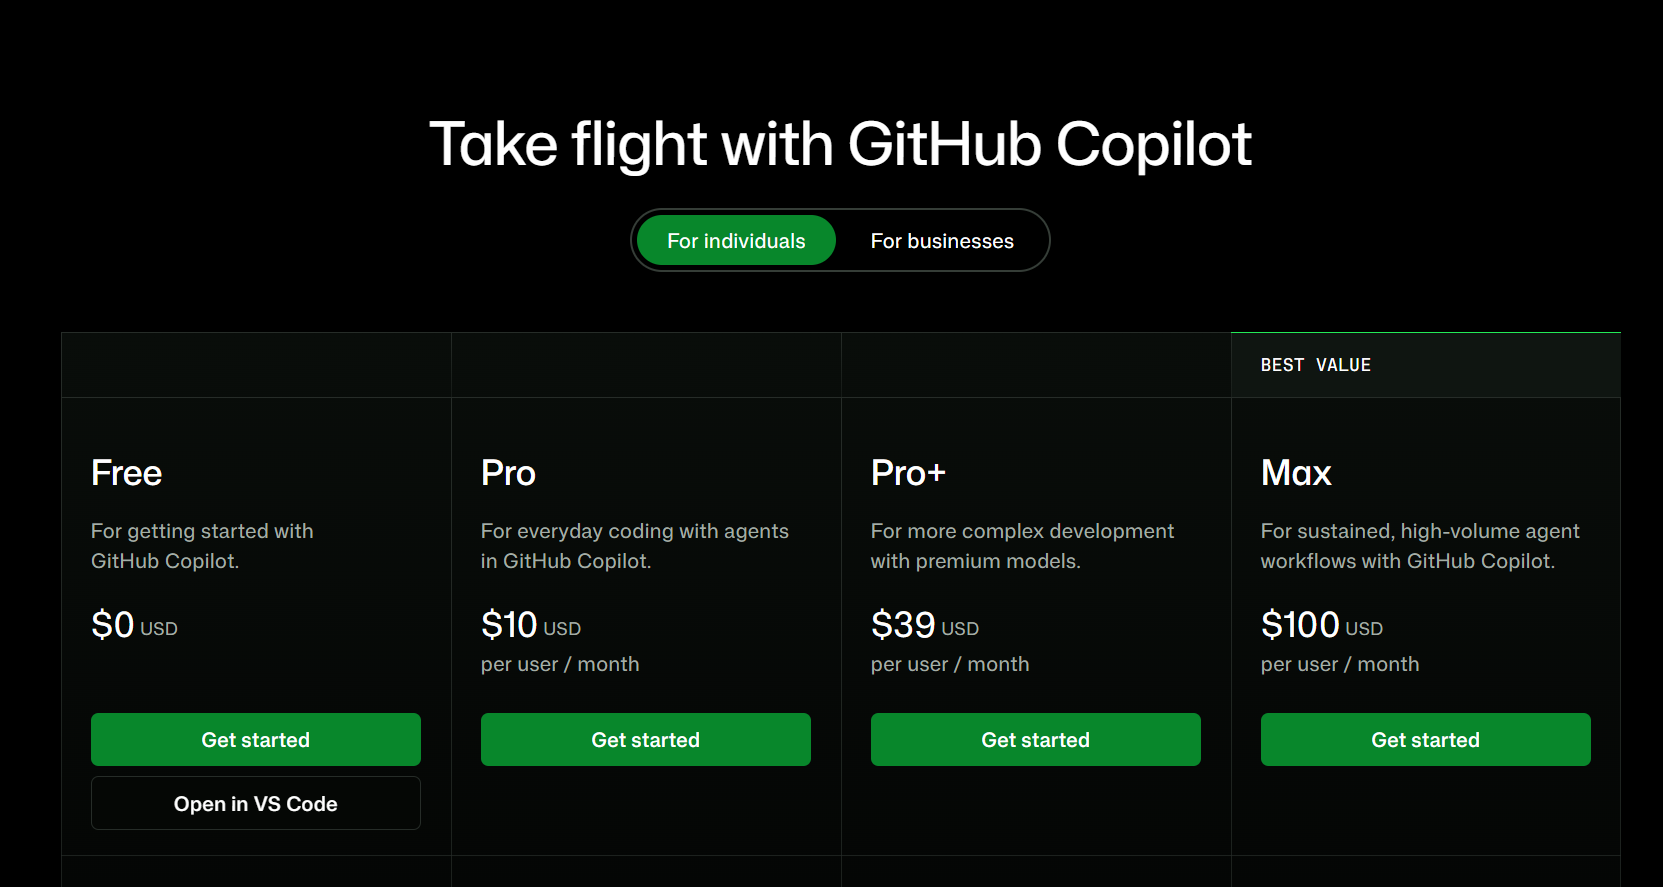 Take flight with GitHub Copilot
For individuals
For businesses
BEST VALUE
Free
For getting started with
GitHub Copilot.
$0 USD
Get started
Open in VS Code
Pro
For everyday coding with agents
in GitHub Copilot.
$10 USD
per user / month
Get started
Pro+
For more complex development
with premium models.
$39 USD
per user / month
Get started
Max
For sustained, high-volume agent
workflows with GitHub Copilot.
$100 USD
per user / month
Get started